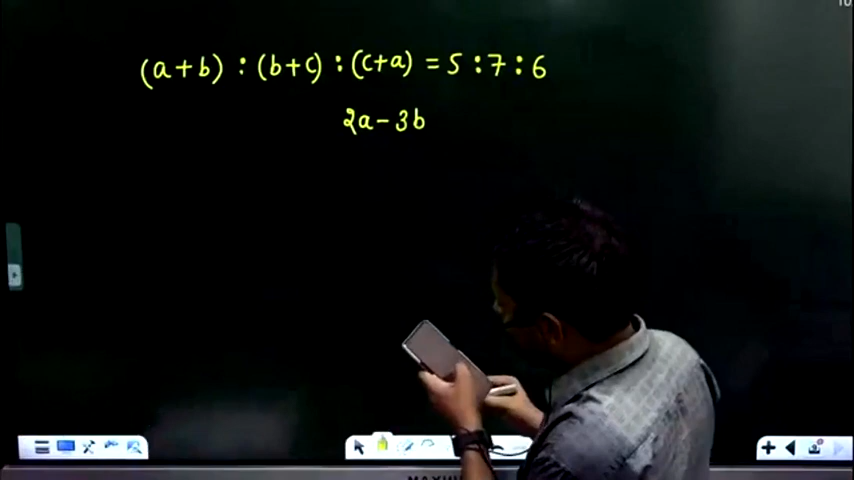 (a+b) : (b+c) : (c+a) = 5 : 7 : 6
2a - 3b